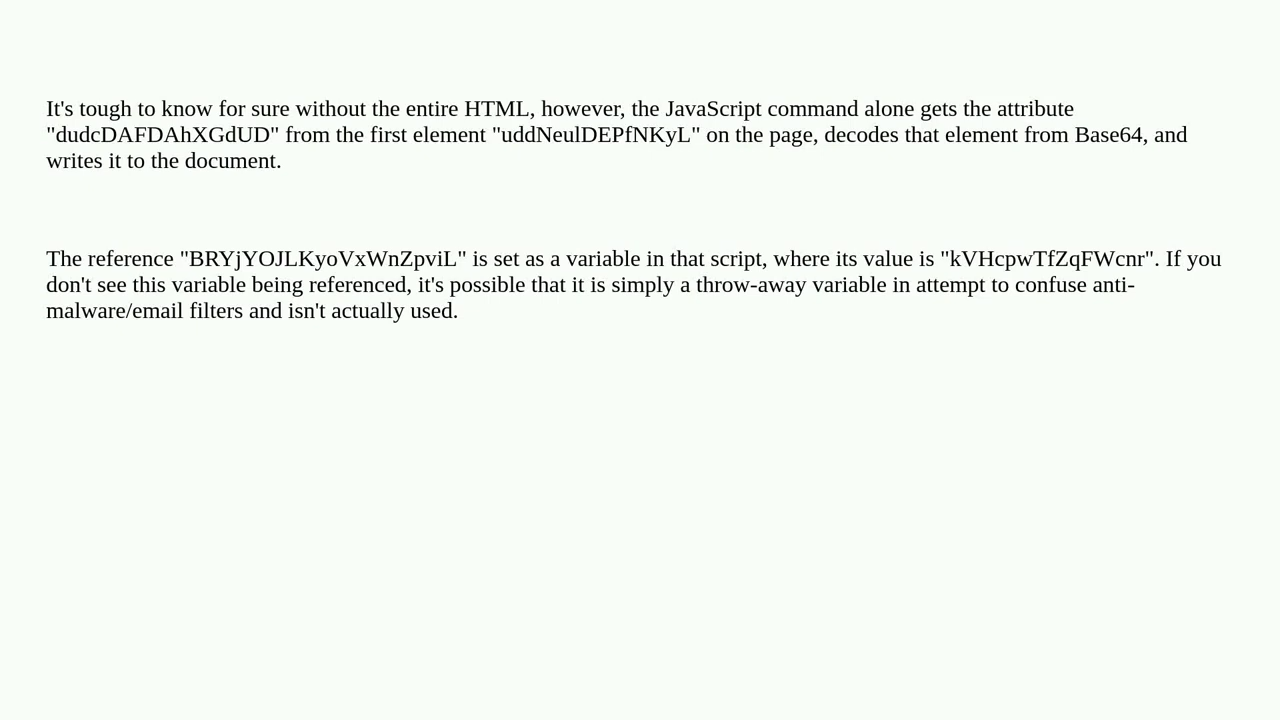 It's tough to know for sure without the entire HTML, however, the JavaScript command alone gets the attribute
"dudcDAFDAhXGdUD" from the first element "uddNeulDEPfNKyL" on the page, decodes that element from Base64, and
writes it to the document.
The reference "BRYjYOJLKyoVxWnZpviL" is set as a variable in that script, where its value is "kVHcpwTfZqFWcnr". If you
don't see this variable being referenced, it's possible that it is simply a throw-away variable in attempt to confuse anti-
malware/email filters and isn't actually used.